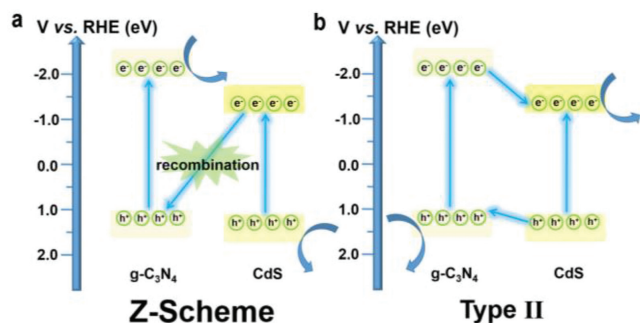 a
V vs. RHE (eV)
-2.0
-1.0
0.0
1.0
2.0
e- e- e- e-
e- e- e- e-
recombination
h+ h+ h+ h+
h+ h+ h+ h+
g-C₃N₄
CdS
Z-Scheme
b
V vs. RHE (eV)
-2.0
-1.0
0.0
1.0
2.0
e- e- e- e-
e- e- e- e-
h+ h+ h+ h+
h+ h+ h+ h+
g-C₃N₄
CdS
Type II